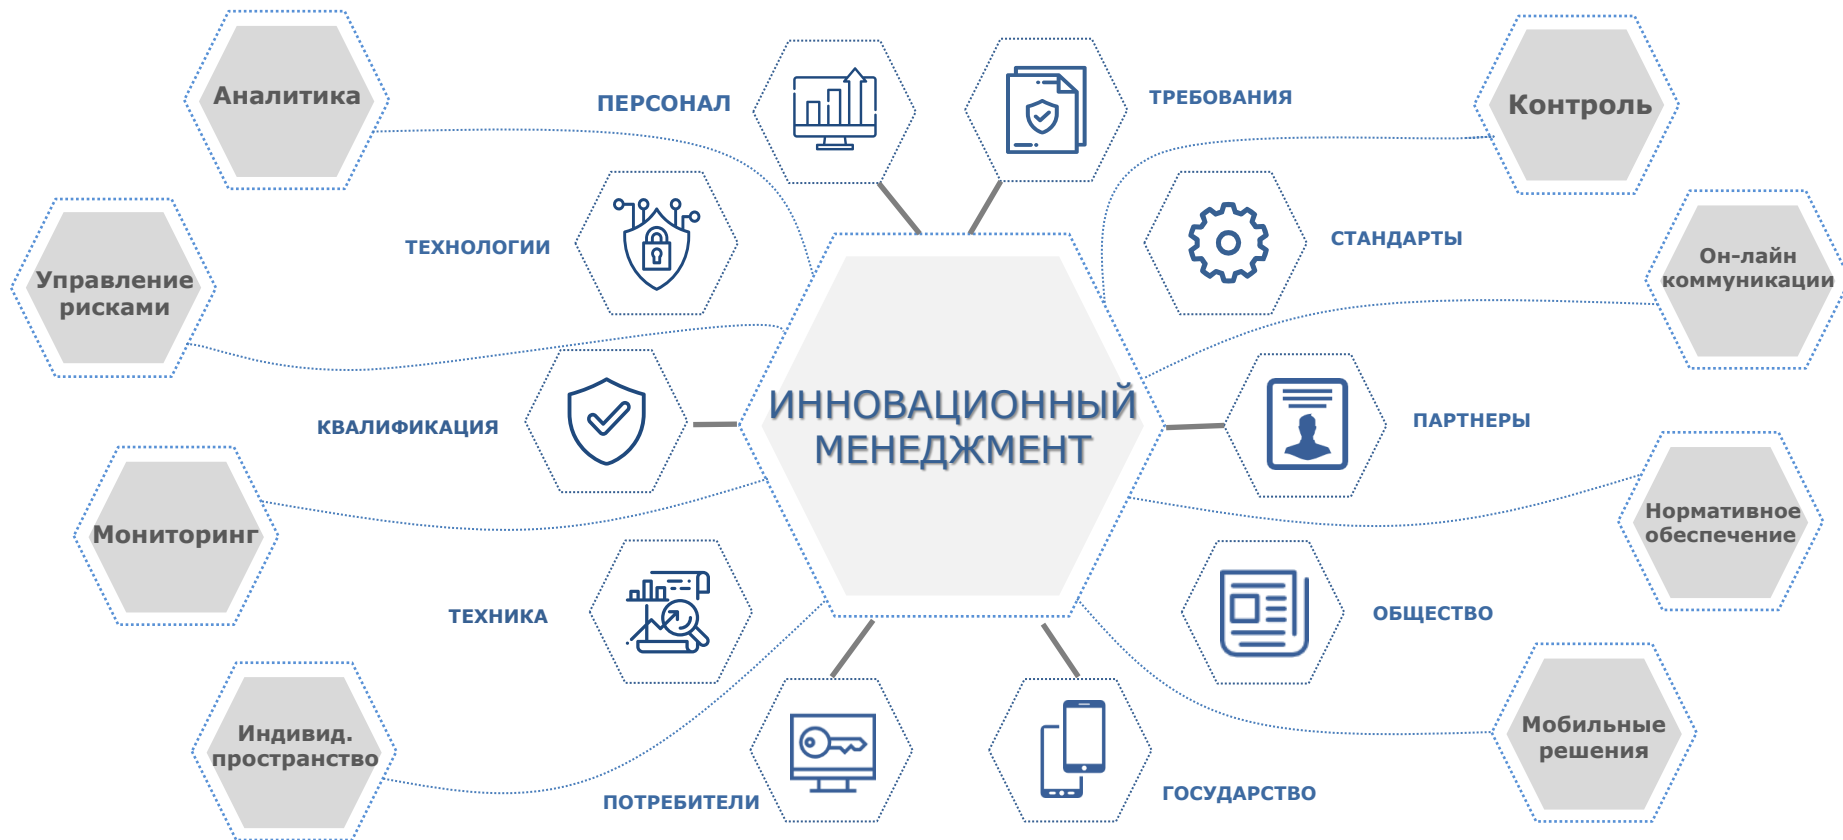 Аналитика
ПЕРСОНАЛ
ТРЕБОВАНИЯ
Контроль
ТЕХНОЛОГИИ
СТАНДАРТЫ
Управление
рисками
Он-лайн
коммуникации
КВАЛИФИКАЦИЯ
ИННОВАЦИОННЫЙ
МЕНЕДЖМЕНТ
ПАРТНЕРЫ
Мониторинг
Нормативное
обеспечение
ТЕХНИКА
ОБЩЕСТВО
Индивид.
пространство
Мобильные
решения
ПОТРЕБИТЕЛИ
ГОСУДАРСТВО